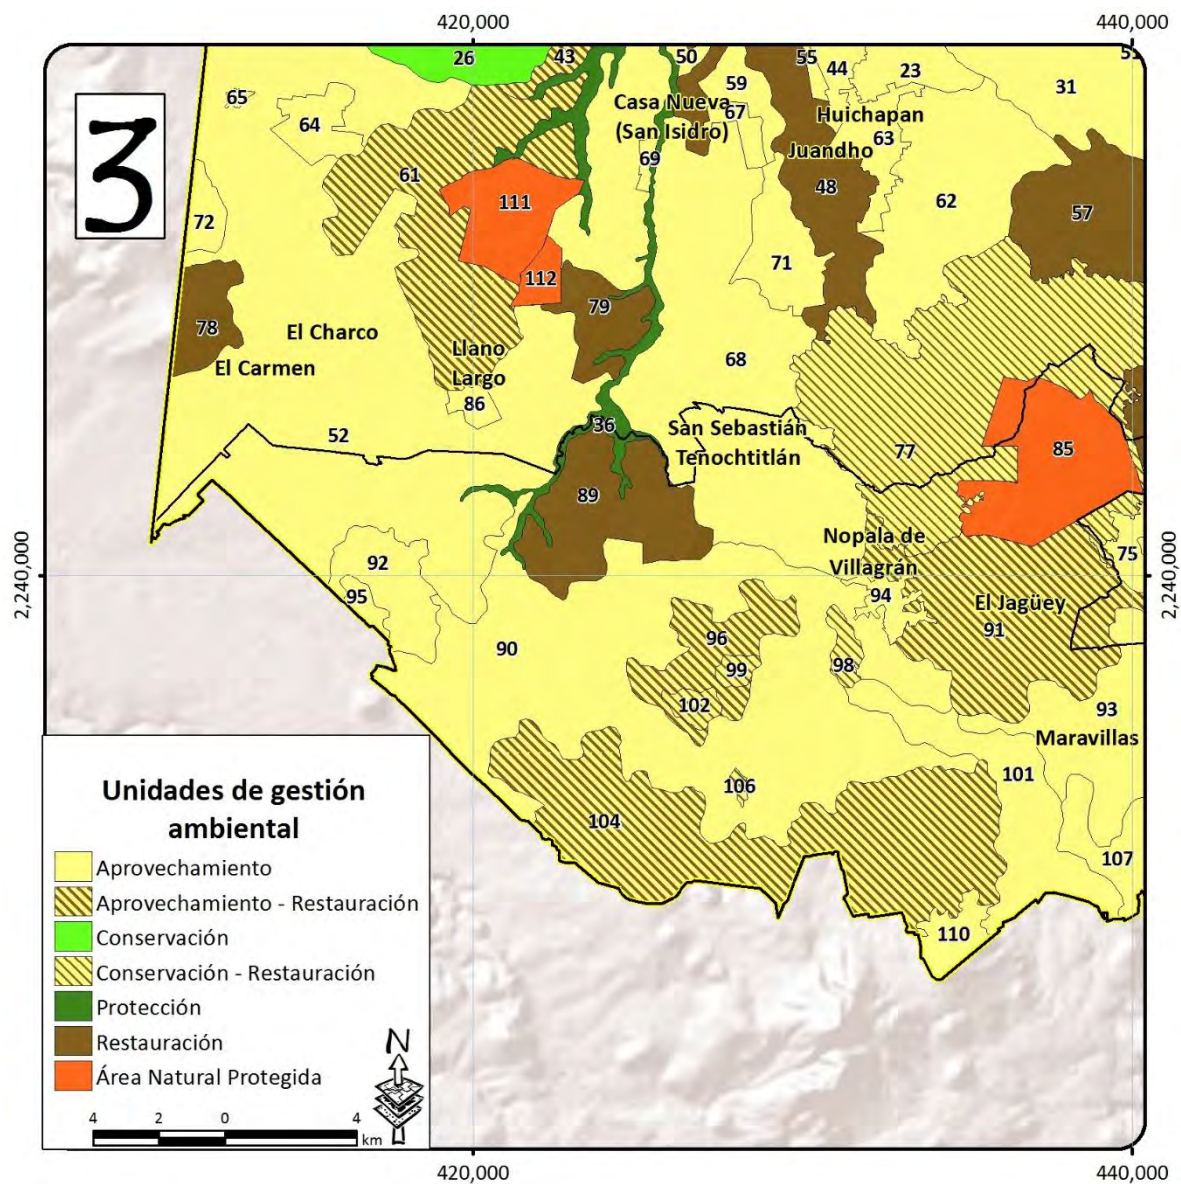 420,000
440,000
3
26
43
50
55
44
23
51
31
65
64
59
67
Casa Nueva
(San Isidro)
Huichapan
63
Juandho
69
61
48
62
57
72
111
112
71
79
78
El Charco
El Carmen
Llano
Largo
68
86
52
36
San Sebastián
Tenochtitlán
77
85
89
2,240,000
2,240,000
92
95
Nopala de
Villagrán
75
94
El Jagüey
91
90
96
99
98
102
93
Maravillas
101
106
104
107
110
Unidades de gestión
ambiental
Aprovechamiento
Aprovechamiento - Restauración
Conservación
Conservación - Restauración
Protección
Restauración
Área Natural Protegida
N
4 2 0 4
km
420,000
440,000